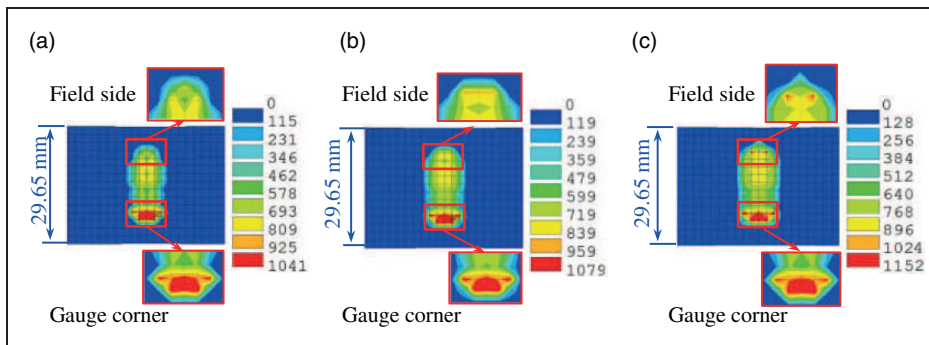 (a)
Field side
29.65 mm
Gauge corner
0
115
231
346
462
578
693
809
925
1041
(b)
Field side
29.65 mm
Gauge corner
0
119
239
359
479
599
719
839
959
1079
(c)
Field side
29.65 mm
Gauge corner
0
128
256
384
512
640
768
896
1024
1152